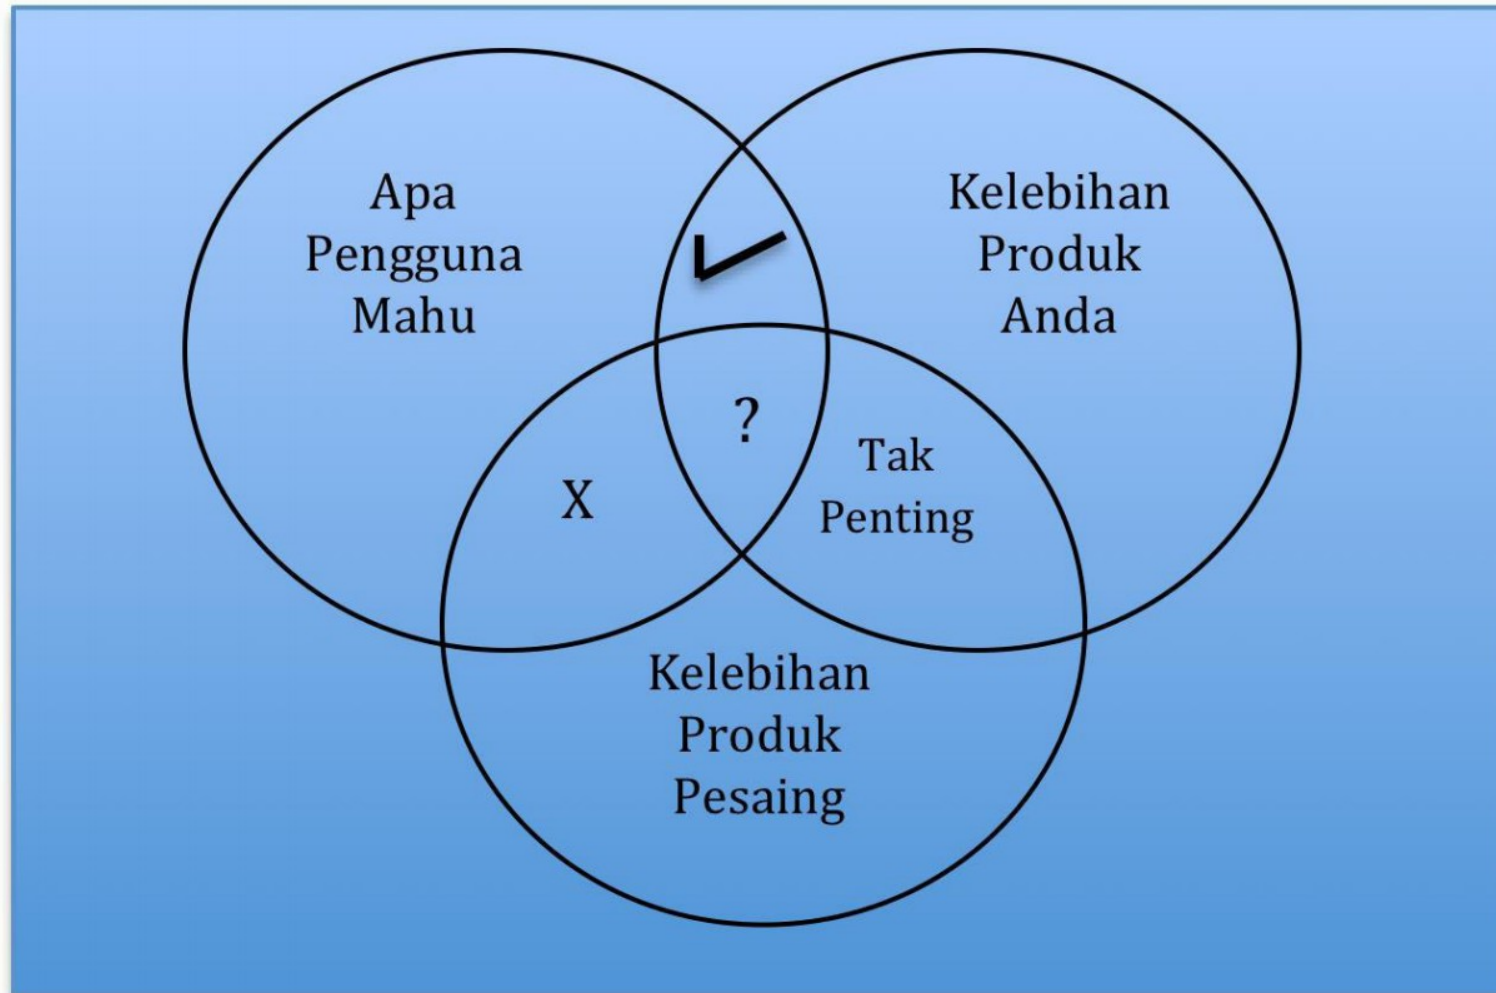 Apa
Pengguna
Mahu
Kelebihan
Produk
Anda
?
X
Tak
Penting
Kelebihan
Produk
Pesaing